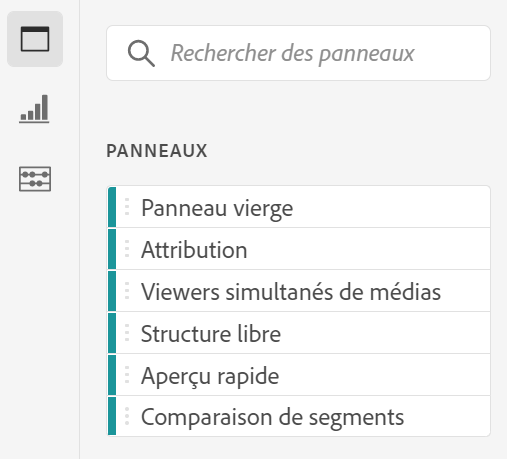 Rechercher des panneaux
PANNEAUX
Panneau vierge
Attribution
Viewers simultanés de médias
Structure libre
Aperçu rapide
Comparaison de segments